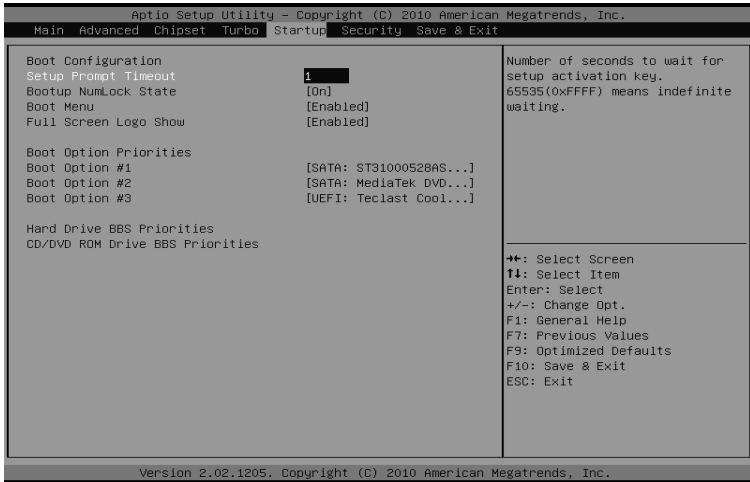 Aptio Setup Utility – Copyright (C) 2010 American Megatrends, Inc.
Main Advanced Chipset Turbo Startup Security Save & Exit
Boot Configuration
Setup Prompt Timeout 1
Bootup NumLock State [On]
Boot Menu [Enabled]
Full Screen Logo Show [Enabled]
Boot Option Priorities
Boot Option #1 [SATA: ST31000528AS...]
Boot Option #2 [SATA: MediaTek DVD...]
Boot Option #3 [UEFI: Teclast Cool...]
Hard Drive BBS Priorities
CD/DVD ROM Drive BBS Priorities
Number of seconds to wait for
setup activation key.
65535(0xFFFF) means indefinite
waiting.
→←: Select Screen
↑↓: Select Item
Enter: Select
+/-: Change Opt.
F1: General Help
F7: Previous Values
F9: Optimized Defaults
F10: Save & Exit
ESC: Exit
Version 2.02.1205. Copyright (C) 2010 American Megatrends, Inc.